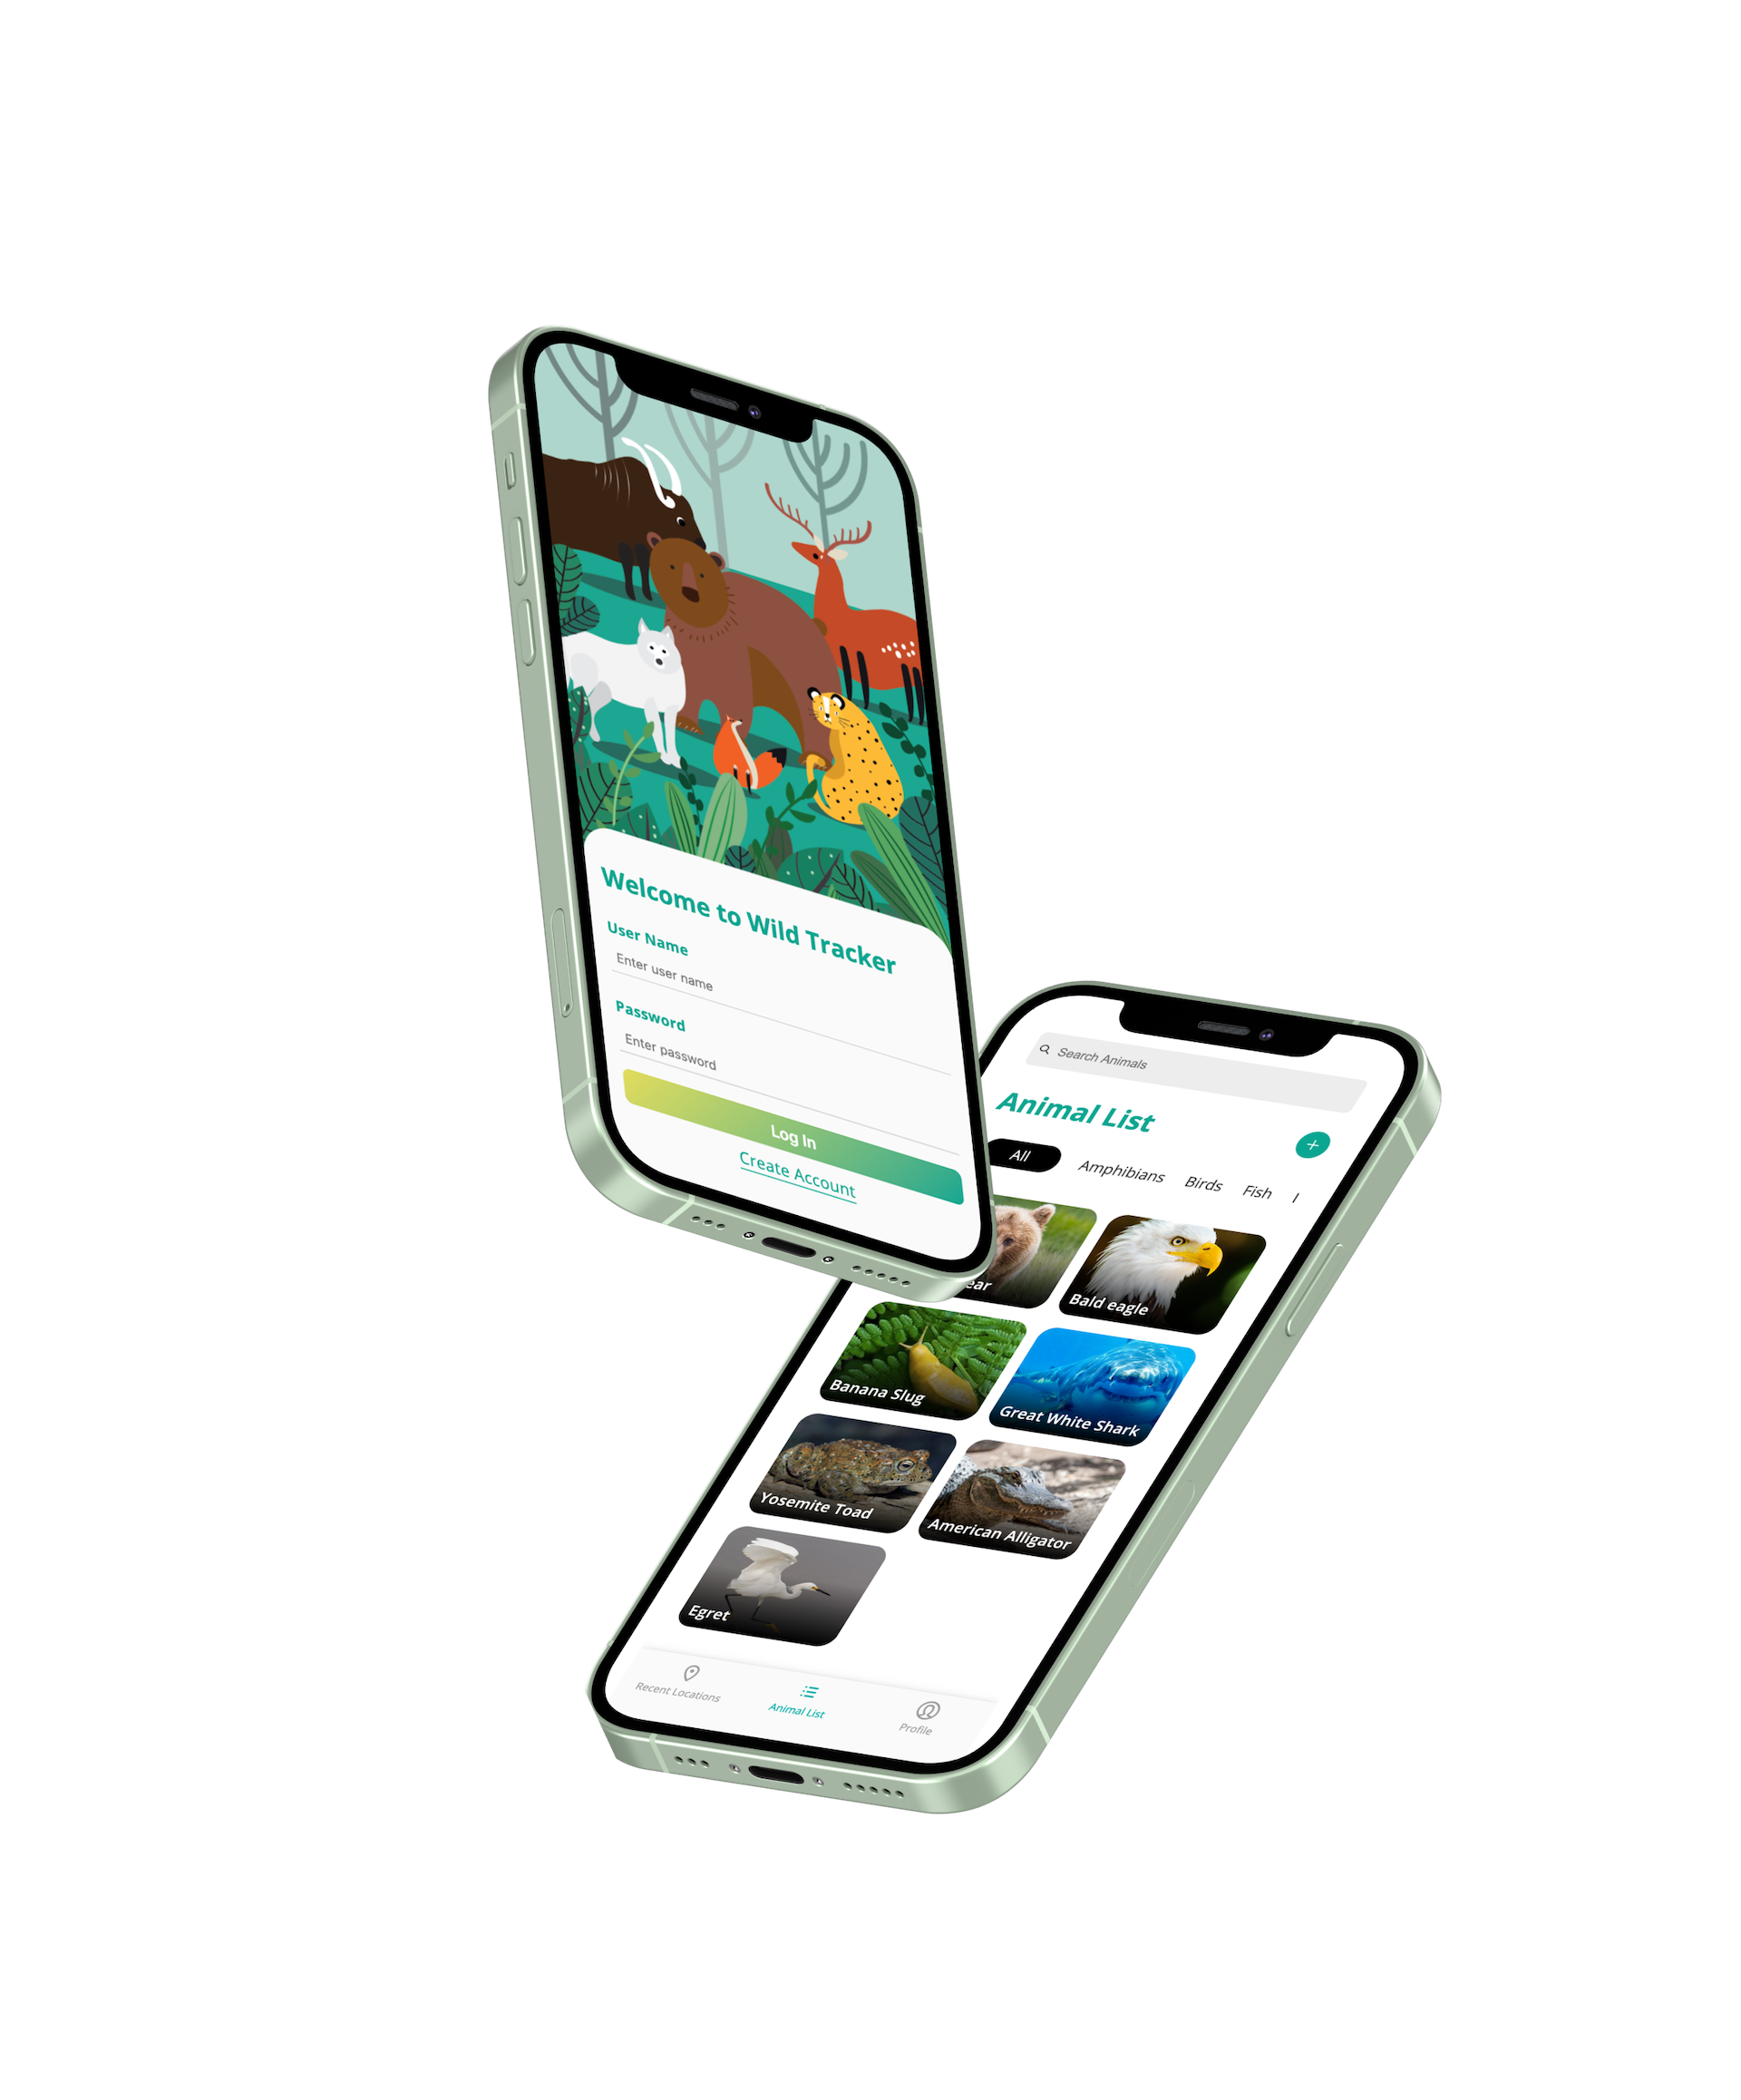 Welcome to Wild Tracker
User Name
Enter user name
Password
Enter password
Log In
Create Account
Search Animals
Animal List
All Amphibians Birds Fish
Bald eagle
Banana Slug
Great White Shark
Yosemite Toad
American Alligator
Egret
Recent Locations
Animal List
Profile